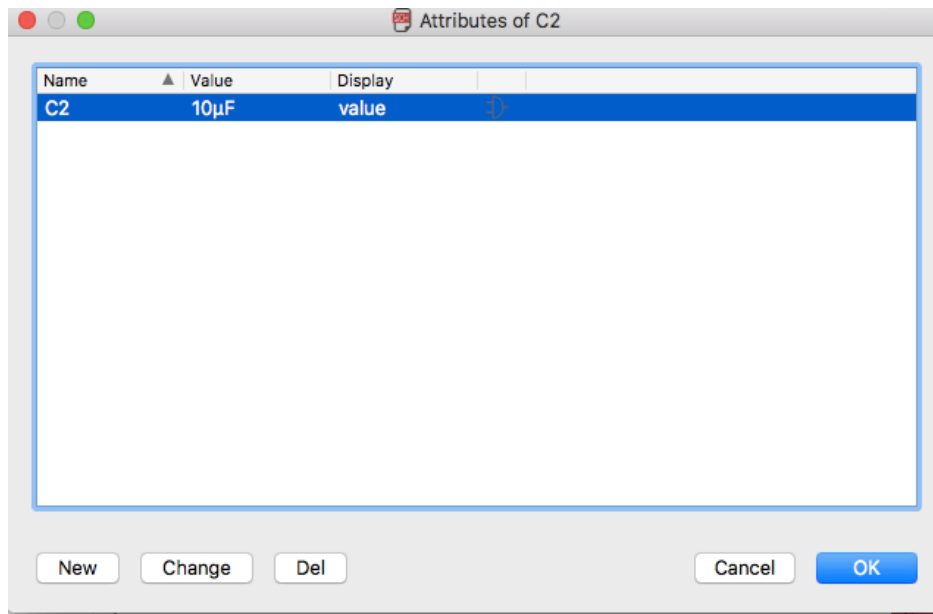 Attributes of C2
Name Value Display
C2 10µF value
New Change Del Cancel OK